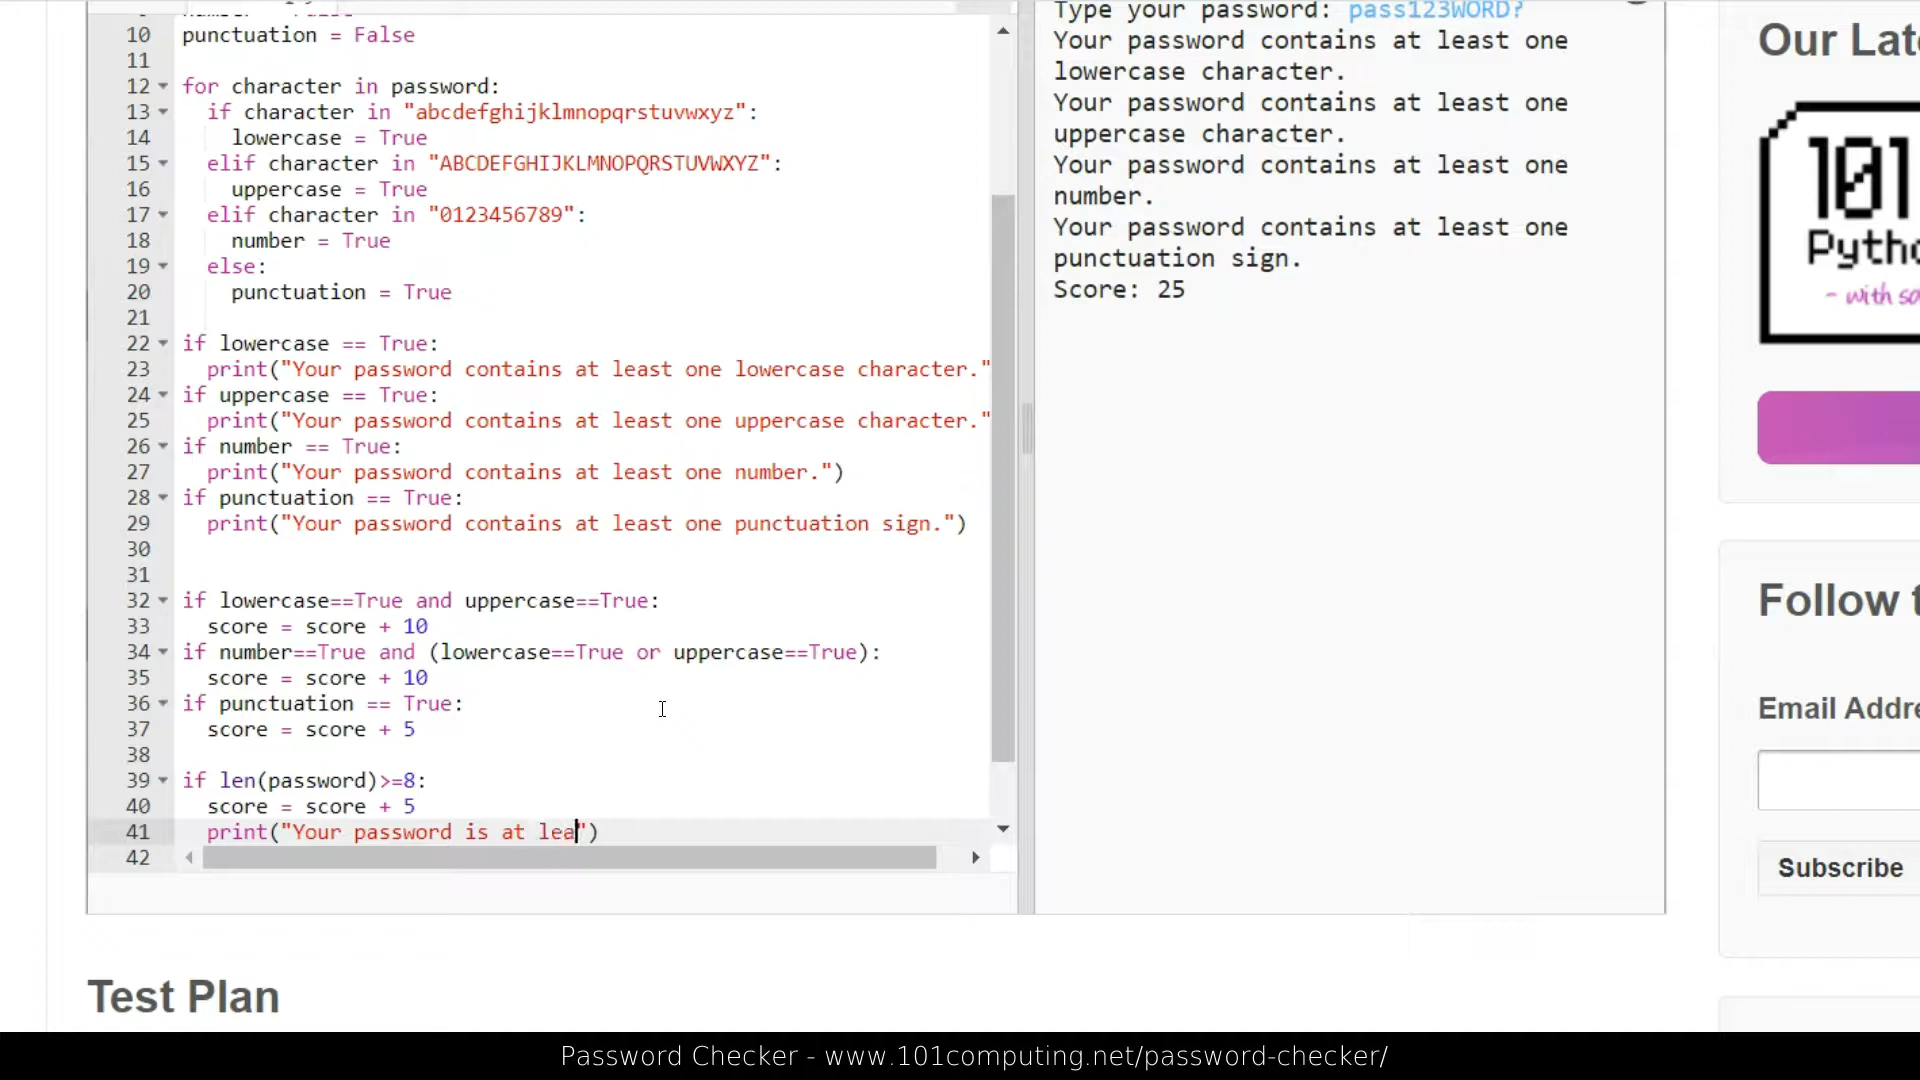 10 punctuation = False
11
12 for character in password:
13 if character in "abcdefghijklmnopqrstuvwxyz":
14 lowercase = True
15 elif character in "ABCDEFGHIJKLMNOPQRSTUVWXYZ":
16 uppercase = True
17 elif character in "0123456789":
18 number = True
19 else:
20 punctuation = True
21
22 if lowercase == True:
23 print("Your password contains at least one lowercase character."
24 if uppercase == True:
25 print("Your password contains at least one uppercase character."
26 if number == True:
27 print("Your password contains at least one number.")
28 if punctuation == True:
29 print("Your password contains at least one punctuation sign.")
30
31
32 if lowercase==True and uppercase==True:
33 score = score + 10
34 if number==True and (lowercase==True or uppercase==True):
35 score = score + 10
36 if punctuation == True:
37 score = score + 5
38
39 if len(password)>=8:
40 score = score + 5
41 print("Your password is at lea")
42
Type your password: pass123WORD?
Your password contains at least one
lowercase character.
Your password contains at least one
uppercase character.
Your password contains at least one
number.
Your password contains at least one
punctuation sign.
Score: 25
Our Lat
101
Pytho
- with so
Follow t
Email Addre
Subscribe
Test Plan
Password Checker - www.101computing.net/password-checker/